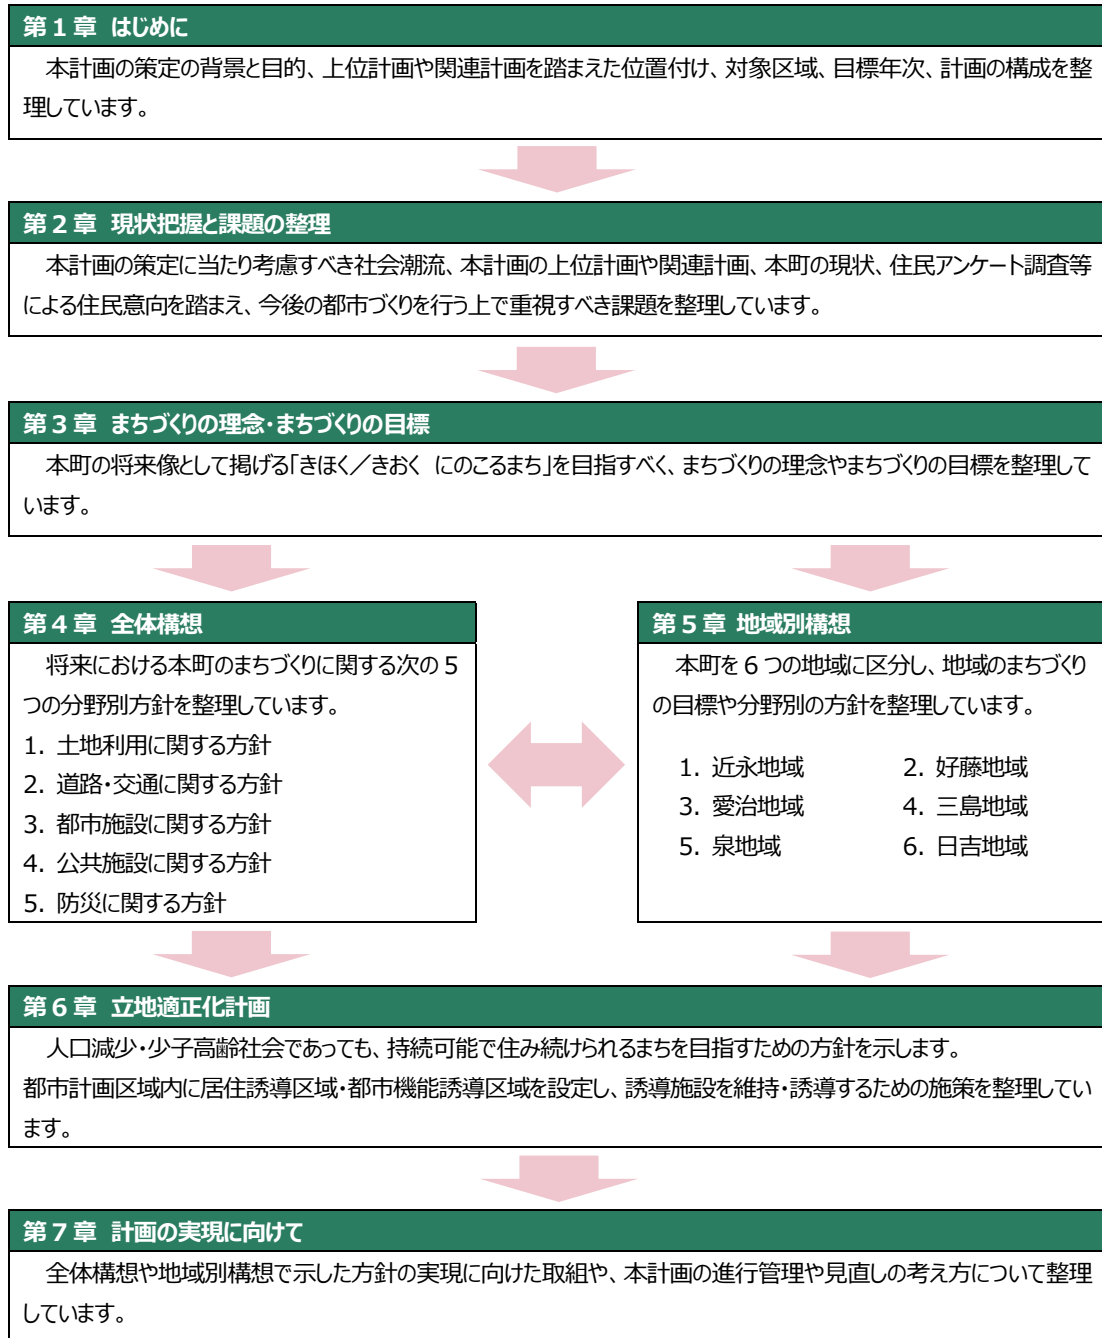 第１章 はじめに
本計画の策定の背景と目的、上位計画や関連計画を踏まえた位置付け、対象区域、目標年次、計画の構成を整
理しています。
第２章 現状把握と課題の整理
本計画の策定に当たり考慮すべき社会潮流、本計画の上位計画や関連計画、本町の現状、住民アンケート調査等
による住民意向を踏まえ、今後の都市づくりを行う上で重視すべき課題を整理しています。
第３章 まちづくりの理念・まちづくりの目標
本町の将来像として掲げる「きほく／きおく にのこるまち」を目指すべく、まちづくりの理念やまちづくりの目標を整理して
います。
第４章 全体構想
将来における本町のまちづくりに関する次の５
つの分野別方針を整理しています。
1. 土地利用に関する方針
2. 道路・交通に関する方針
3. 都市施設に関する方針
4. 公共施設に関する方針
5. 防災に関する方針
第５章 地域別構想
本町を６つの地域に区分し、地域のまちづくり
の目標や分野別の方針を整理しています。
1. 近永地域 2. 好藤地域
3. 愛治地域 4. 三島地域
5. 泉地域 6. 日吉地域
第６章 立地適正化計画
人口減少・少子高齢社会であっても、持続可能で住み続けられるまちを目指すための方針を示します。
都市計画区域内に居住誘導区域・都市機能誘導区域を設定し、誘導施設を維持・誘導するための施策を整理してい
ます。
第７章 計画の実現に向けて
全体構想や地域別構想で示した方針の実現に向けた取組や、本計画の進行管理や見直しの考え方について整理
しています。